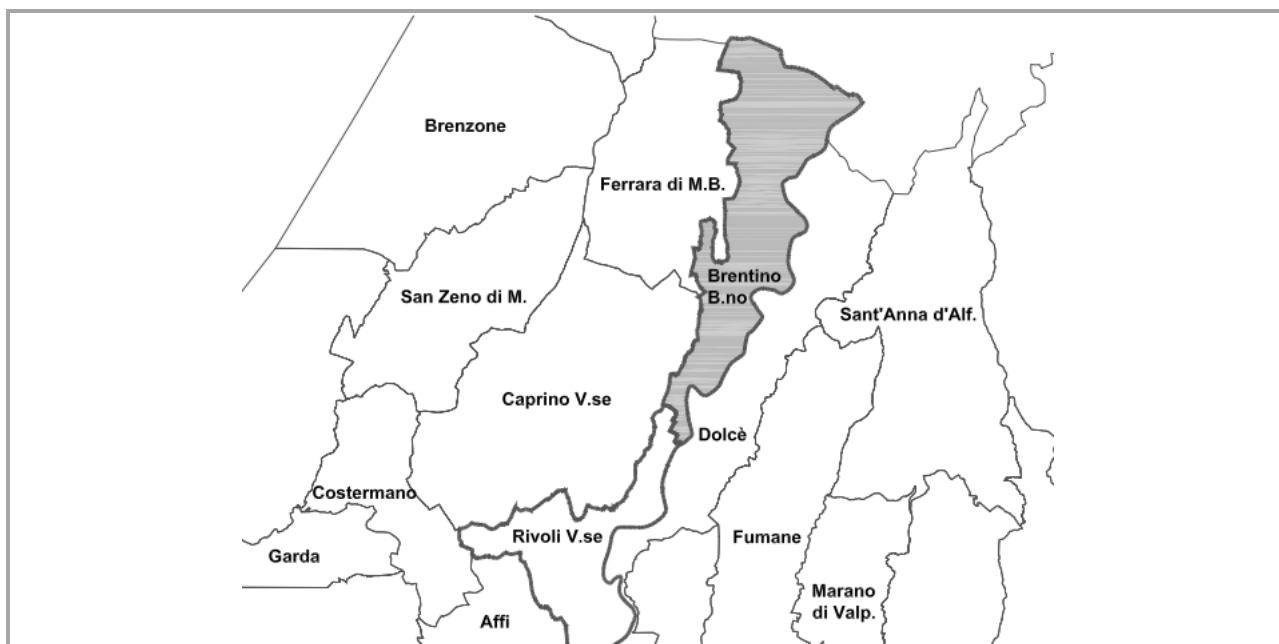 Brenzone
Ferrara di M.B.
Brentino
B.no
San Zeno di M.
Sant'Anna d'Alf.
Caprino V.se
Dolcè
Costermano
Rivoli V.se
Fumane
Garda
Marano
di Valp.
Affi